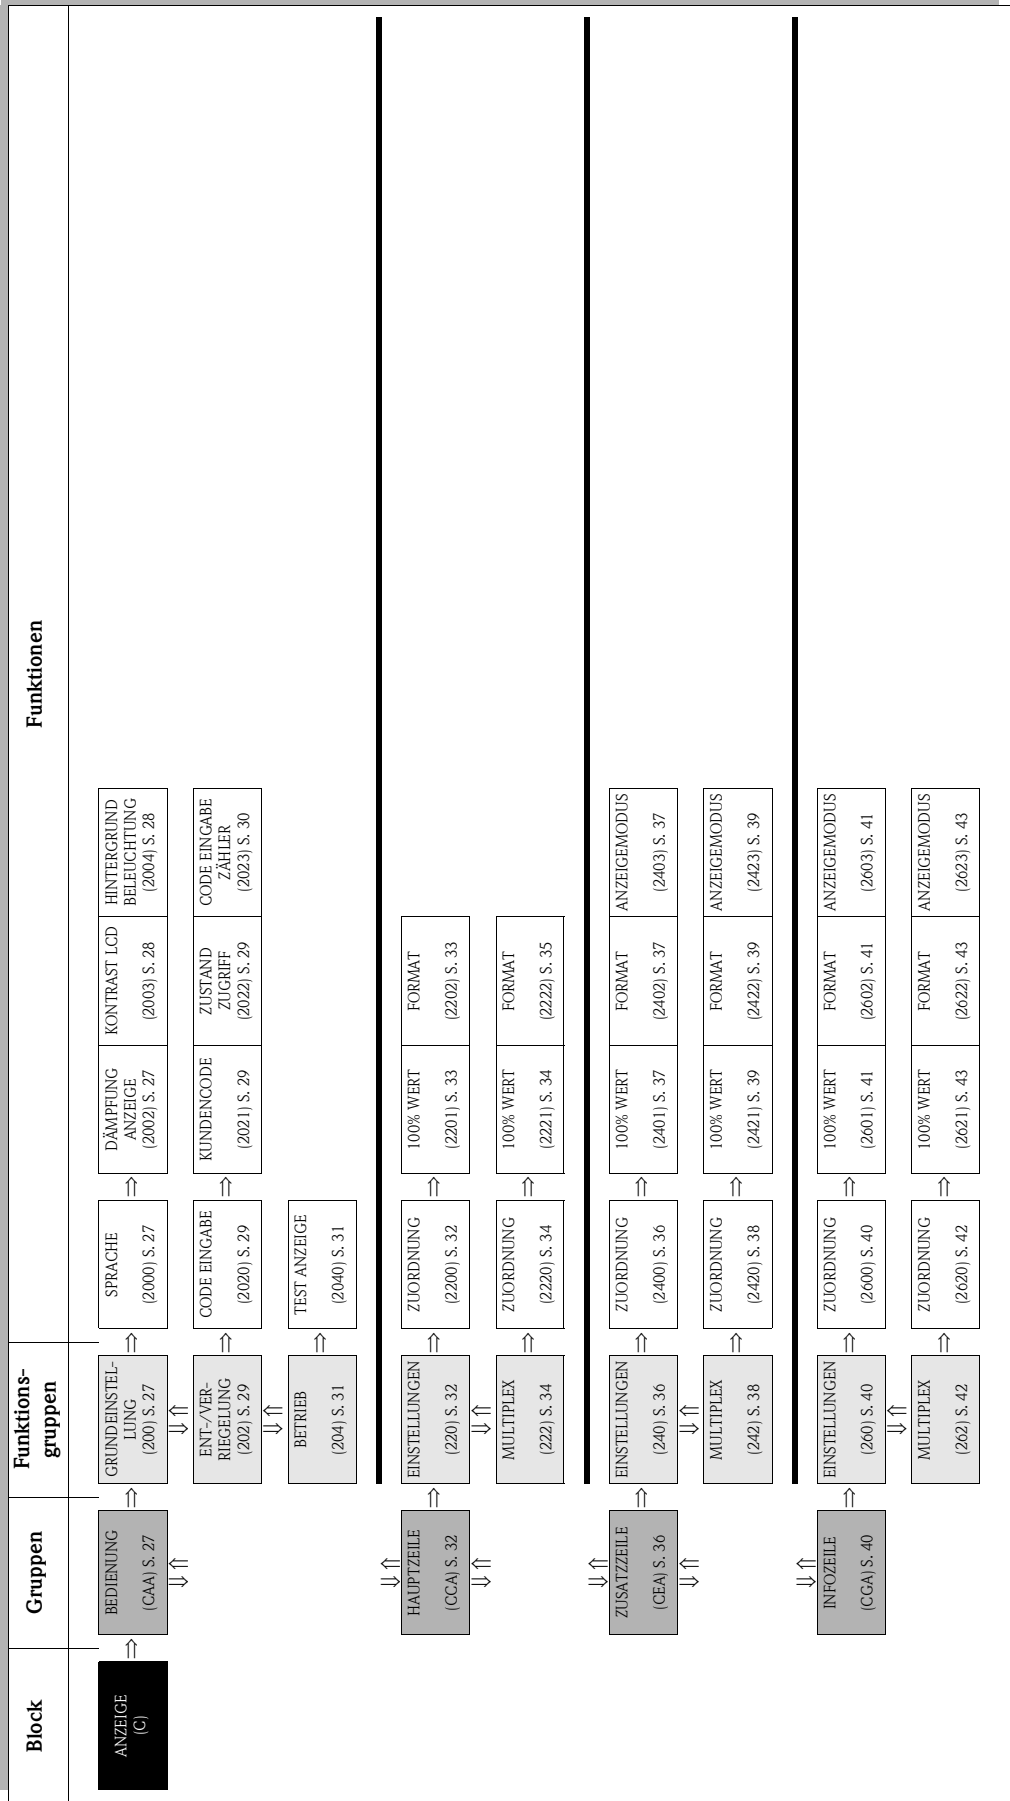 Block
Gruppen
Funktions-
gruppen
Funktionen
ANZEIGE
(C)
⇒
BEDIENUNG
(CAA) S. 27
⇒
GRUNDEINSTEL-
LUNG
(200) S. 27
⇒
SPRACHE
(2000) S. 27
⇒
DÄMPFUNG
ANZEIGE
(2002) S. 27
KONTRAST LCD
(2003) S. 28
HINTERGRUND
BELEUCHTUNG
(2004) S. 28
ENT-/VER-
RIEGELUNG
(202) S. 29
⇒
CODE EINGABE
(2020) S. 29
⇒
KUNDENCODE
(2021) S. 29
ZUSTAND
ZUGRIFF
(2022) S. 29
CODE EINGABE
ZÄHLER
(2023) S. 30
BETRIEB
(204) S. 31
⇒
TEST ANZEIGE
(2040) S. 31
HAUPTZEILE
(CCA) S. 32
⇒
EINSTELLUNGEN
(220) S. 32
⇒
ZUORDNUNG
(2200) S. 32
⇒
100% WERT
(2201) S. 33
FORMAT
(2202) S. 33
MULTIPLEX
(222) S. 34
⇒
ZUORDNUNG
(2220) S. 34
⇒
100% WERT
(2221) S. 34
FORMAT
(2222) S. 35
ZUSATZZEILE
(CEA) S. 36
⇒
EINSTELLUNGEN
(240) S. 36
⇒
ZUORDNUNG
(2400) S. 36
⇒
100% WERT
(2401) S. 37
FORMAT
(2402) S. 37
ANZEIGEMODUS
(2403) S. 37
MULTIPLEX
(242) S. 38
⇒
ZUORDNUNG
(2420) S. 38
⇒
100% WERT
(2421) S. 39
FORMAT
(2422) S. 39
ANZEIGEMODUS
(2423) S. 39
INFOZEILE
(CGA) S. 40
⇒
EINSTELLUNGEN
(260) S. 40
⇒
ZUORDNUNG
(2600) S. 40
⇒
100% WERT
(2601) S. 41
FORMAT
(2602) S. 41
ANZEIGEMODUS
(2603) S. 41
MULTIPLEX
(262) S. 42
⇒
ZUORDNUNG
(2620) S. 42
⇒
100% WERT
(2621) S. 43
FORMAT
(2622) S. 43
ANZEIGEMODUS
(2623) S. 43